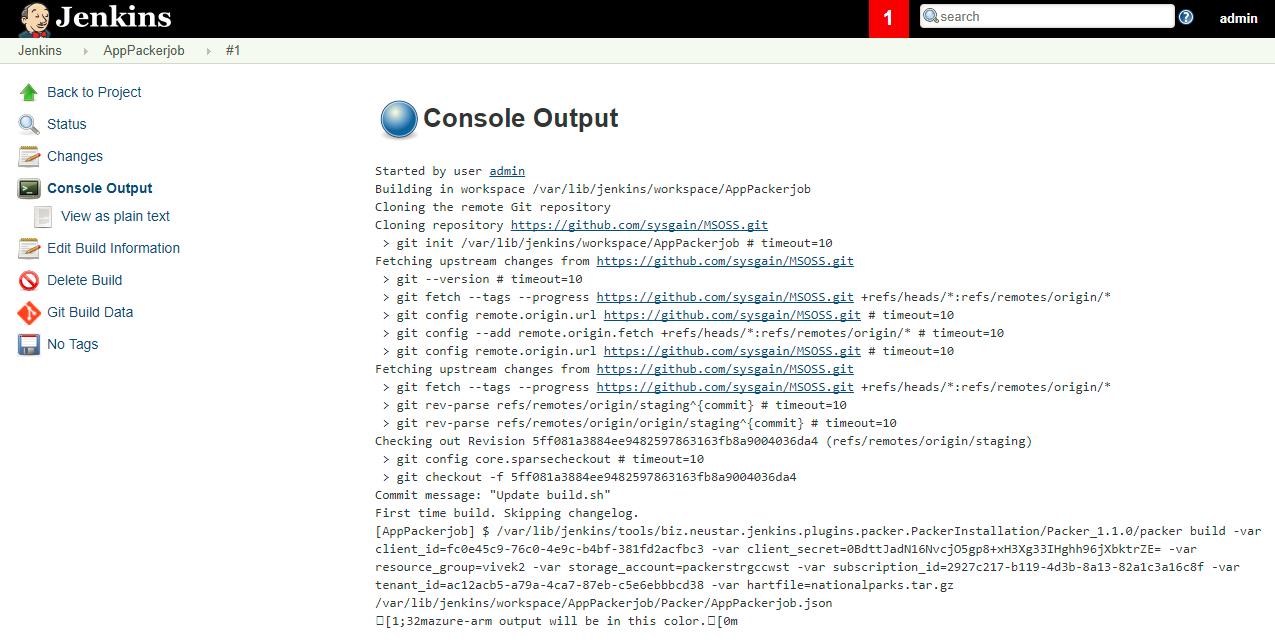 Jenkins
1
search
admin
Jenkins
AppPackerjob
#1
Back to Project
Status
Changes
Console Output
View as plain text
Edit Build Information
Delete Build
Git Build Data
No Tags
Console Output
Started by user admin
Building in workspace /var/lib/jenkins/workspace/AppPackerjob
Cloning the remote Git repository
Cloning repository https://github.com/sysgain/MSOSS.git
> git init /var/lib/jenkins/workspace/AppPackerjob # timeout=10
Fetching upstream changes from https://github.com/sysgain/MSOSS.git
> git --version # timeout=10
> git fetch --tags --progress https://github.com/sysgain/MSOSS.git +refs/heads/*:refs/remotes/origin/*
> git config remote.origin.url https://github.com/sysgain/MSOSS.git # timeout=10
> git config --add remote.origin.fetch +refs/heads/*:refs/remotes/origin/* # timeout=10
> git config remote.origin.url https://github.com/sysgain/MSOSS.git # timeout=10
Fetching upstream changes from https://github.com/sysgain/MSOSS.git
> git fetch --tags --progress https://github.com/sysgain/MSOSS.git +refs/heads/*:refs/remotes/origin/*
> git rev-parse refs/remotes/origin/staging^{commit} # timeout=10
> git rev-parse refs/remotes/origin/origin/staging^{commit} # timeout=10
Checking out Revision 5ff081a3884ee9482597863163fb8a9004036da4 (refs/remotes/origin/staging)
> git config core.sparsecheckout # timeout=10
> git checkout -f 5ff081a3884ee9482597863163fb8a9004036da4
Commit message: "Update build.sh"
First time build. Skipping changelog.
[AppPackerjob] $ /var/lib/jenkins/tools/biz.neustar.jenkins.plugins.packer.PackerInstallation/Packer_1.1.0/packer build -var
client_id=fc0e45c9-76c0-4e9c-b4bf-381fd2acfbc3 -var client_secret=0BdttJadN16NvcjO5gp8+xH3Xg33IHghh96jXbktrZE= -var
resource_group=vivek2 -var storage_account=packerstrgccwst -var subscription_id=2927c217-b119-4d3b-8a13-82a1c3a16c8f -var
tenant_id=ac12acb5-a79a-4ca7-87eb-c5e6ebbbcd38 -var hartfile=nationalparks.tar.gz
/var/lib/jenkins/workspace/AppPackerjob/Packer/AppPackerjob.json
[1;32mazure-arm output will be in this color.[0m